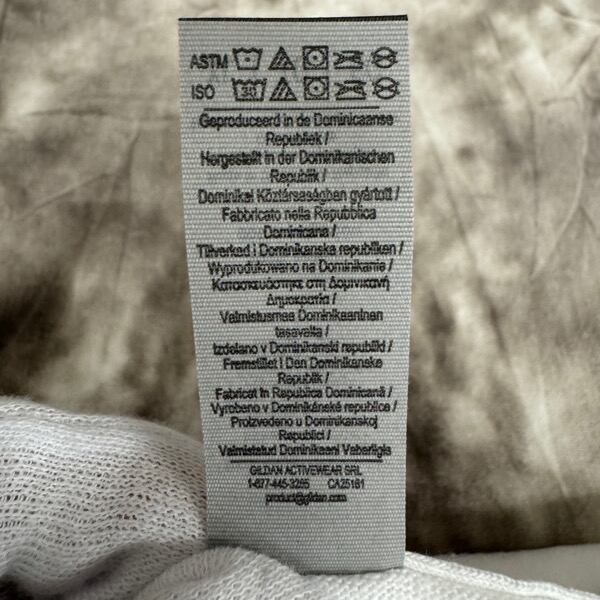 ASTM
ISO 30
Geproduceerd in de Dominicaanse
Republiek /
Hergestellt in der Dominikanischen
Republik /
Dominikai Köztársaságban gyártott /
Fabbricato nella Repubblica
Dominicana /
Tillverkad i Dominikanska republiken /
Wyprodukowano na Dominikanie /
Κατασκευάστηκε στη Δομινικανή
Δημοκρατία /
Valmistusmaa Dominikaaninen
tasavalta /
Izdelano v Dominikanski republiki /
Fremstillet i Den Dominikanske
Republik /
Fabricat în Republica Dominicană /
Vyrobeno v Dominikánské republice /
Proizvedeno u Dominikanskoj
Republici /
Valmistatud Dominikaani Vabariigis
GILDAN ACTIVEWEAR SRL
1-877-445-3265 CA25161
product@gildan.com